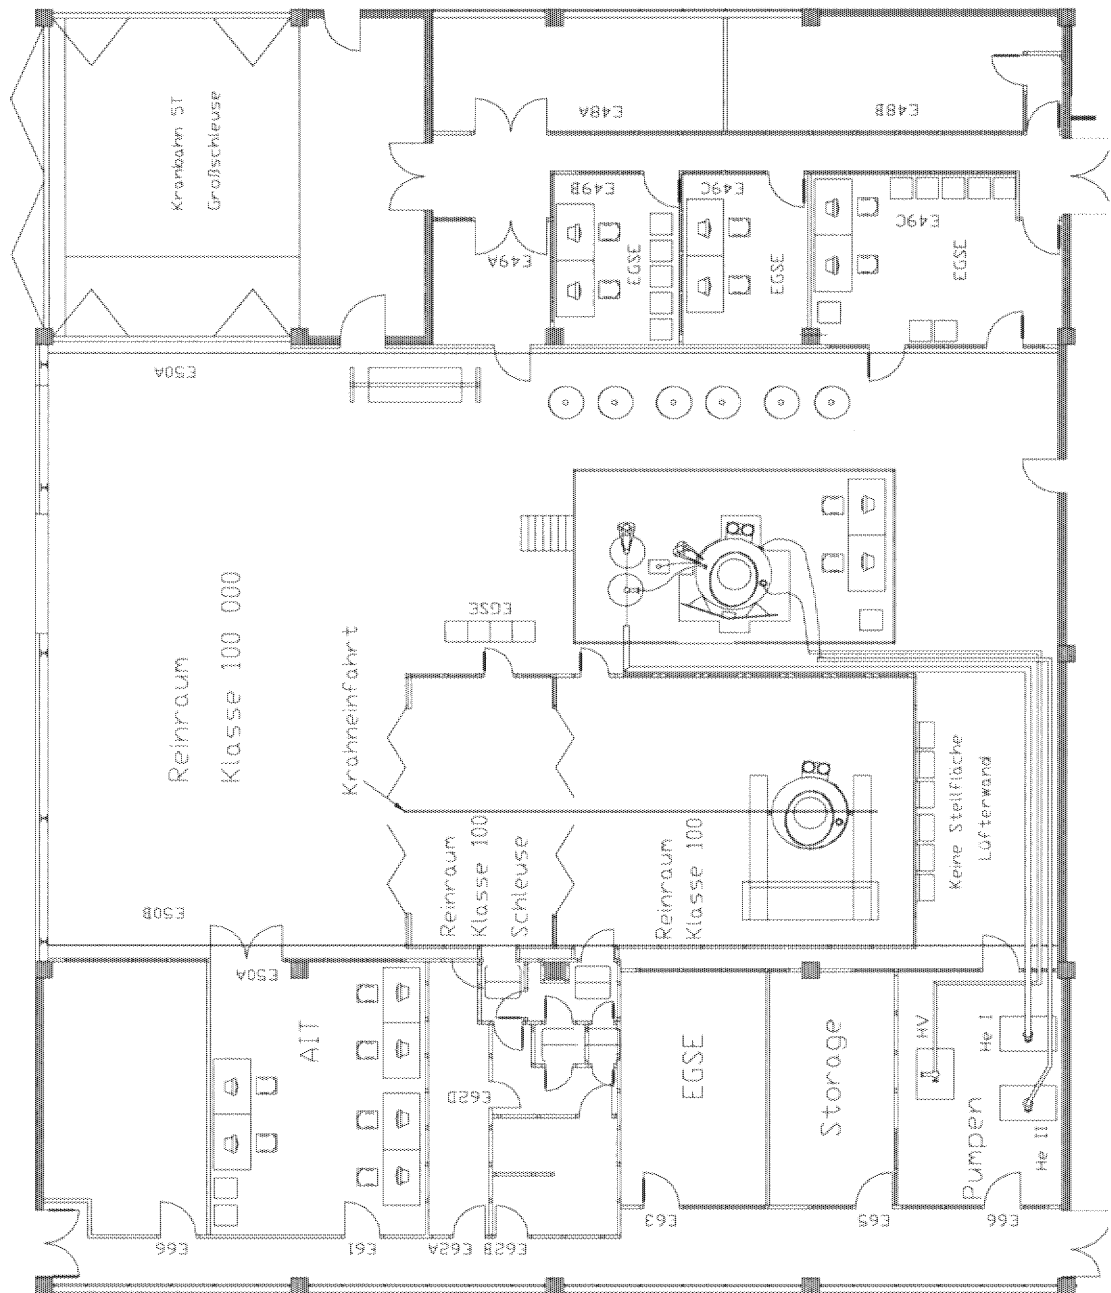 Kranbahn 5T
Großschleuse
E48A
E48B
E49A
E49B
EGSE
E49C
EGSE
E49C
EGSE
E50A
Reinraum
Klasse 100 000
EGSE
Krahneinfahrt
Reinraum
Klasse 100
Schleuse
Reinraum
Klasse 100
Keine Stellfläche
Lüfterwand
E50B
E50A
AIT
E62D
EGSE
Storage
HV
He I
Pumpen
He II
E66
E61
E62A
E62B
E63
E65
E66